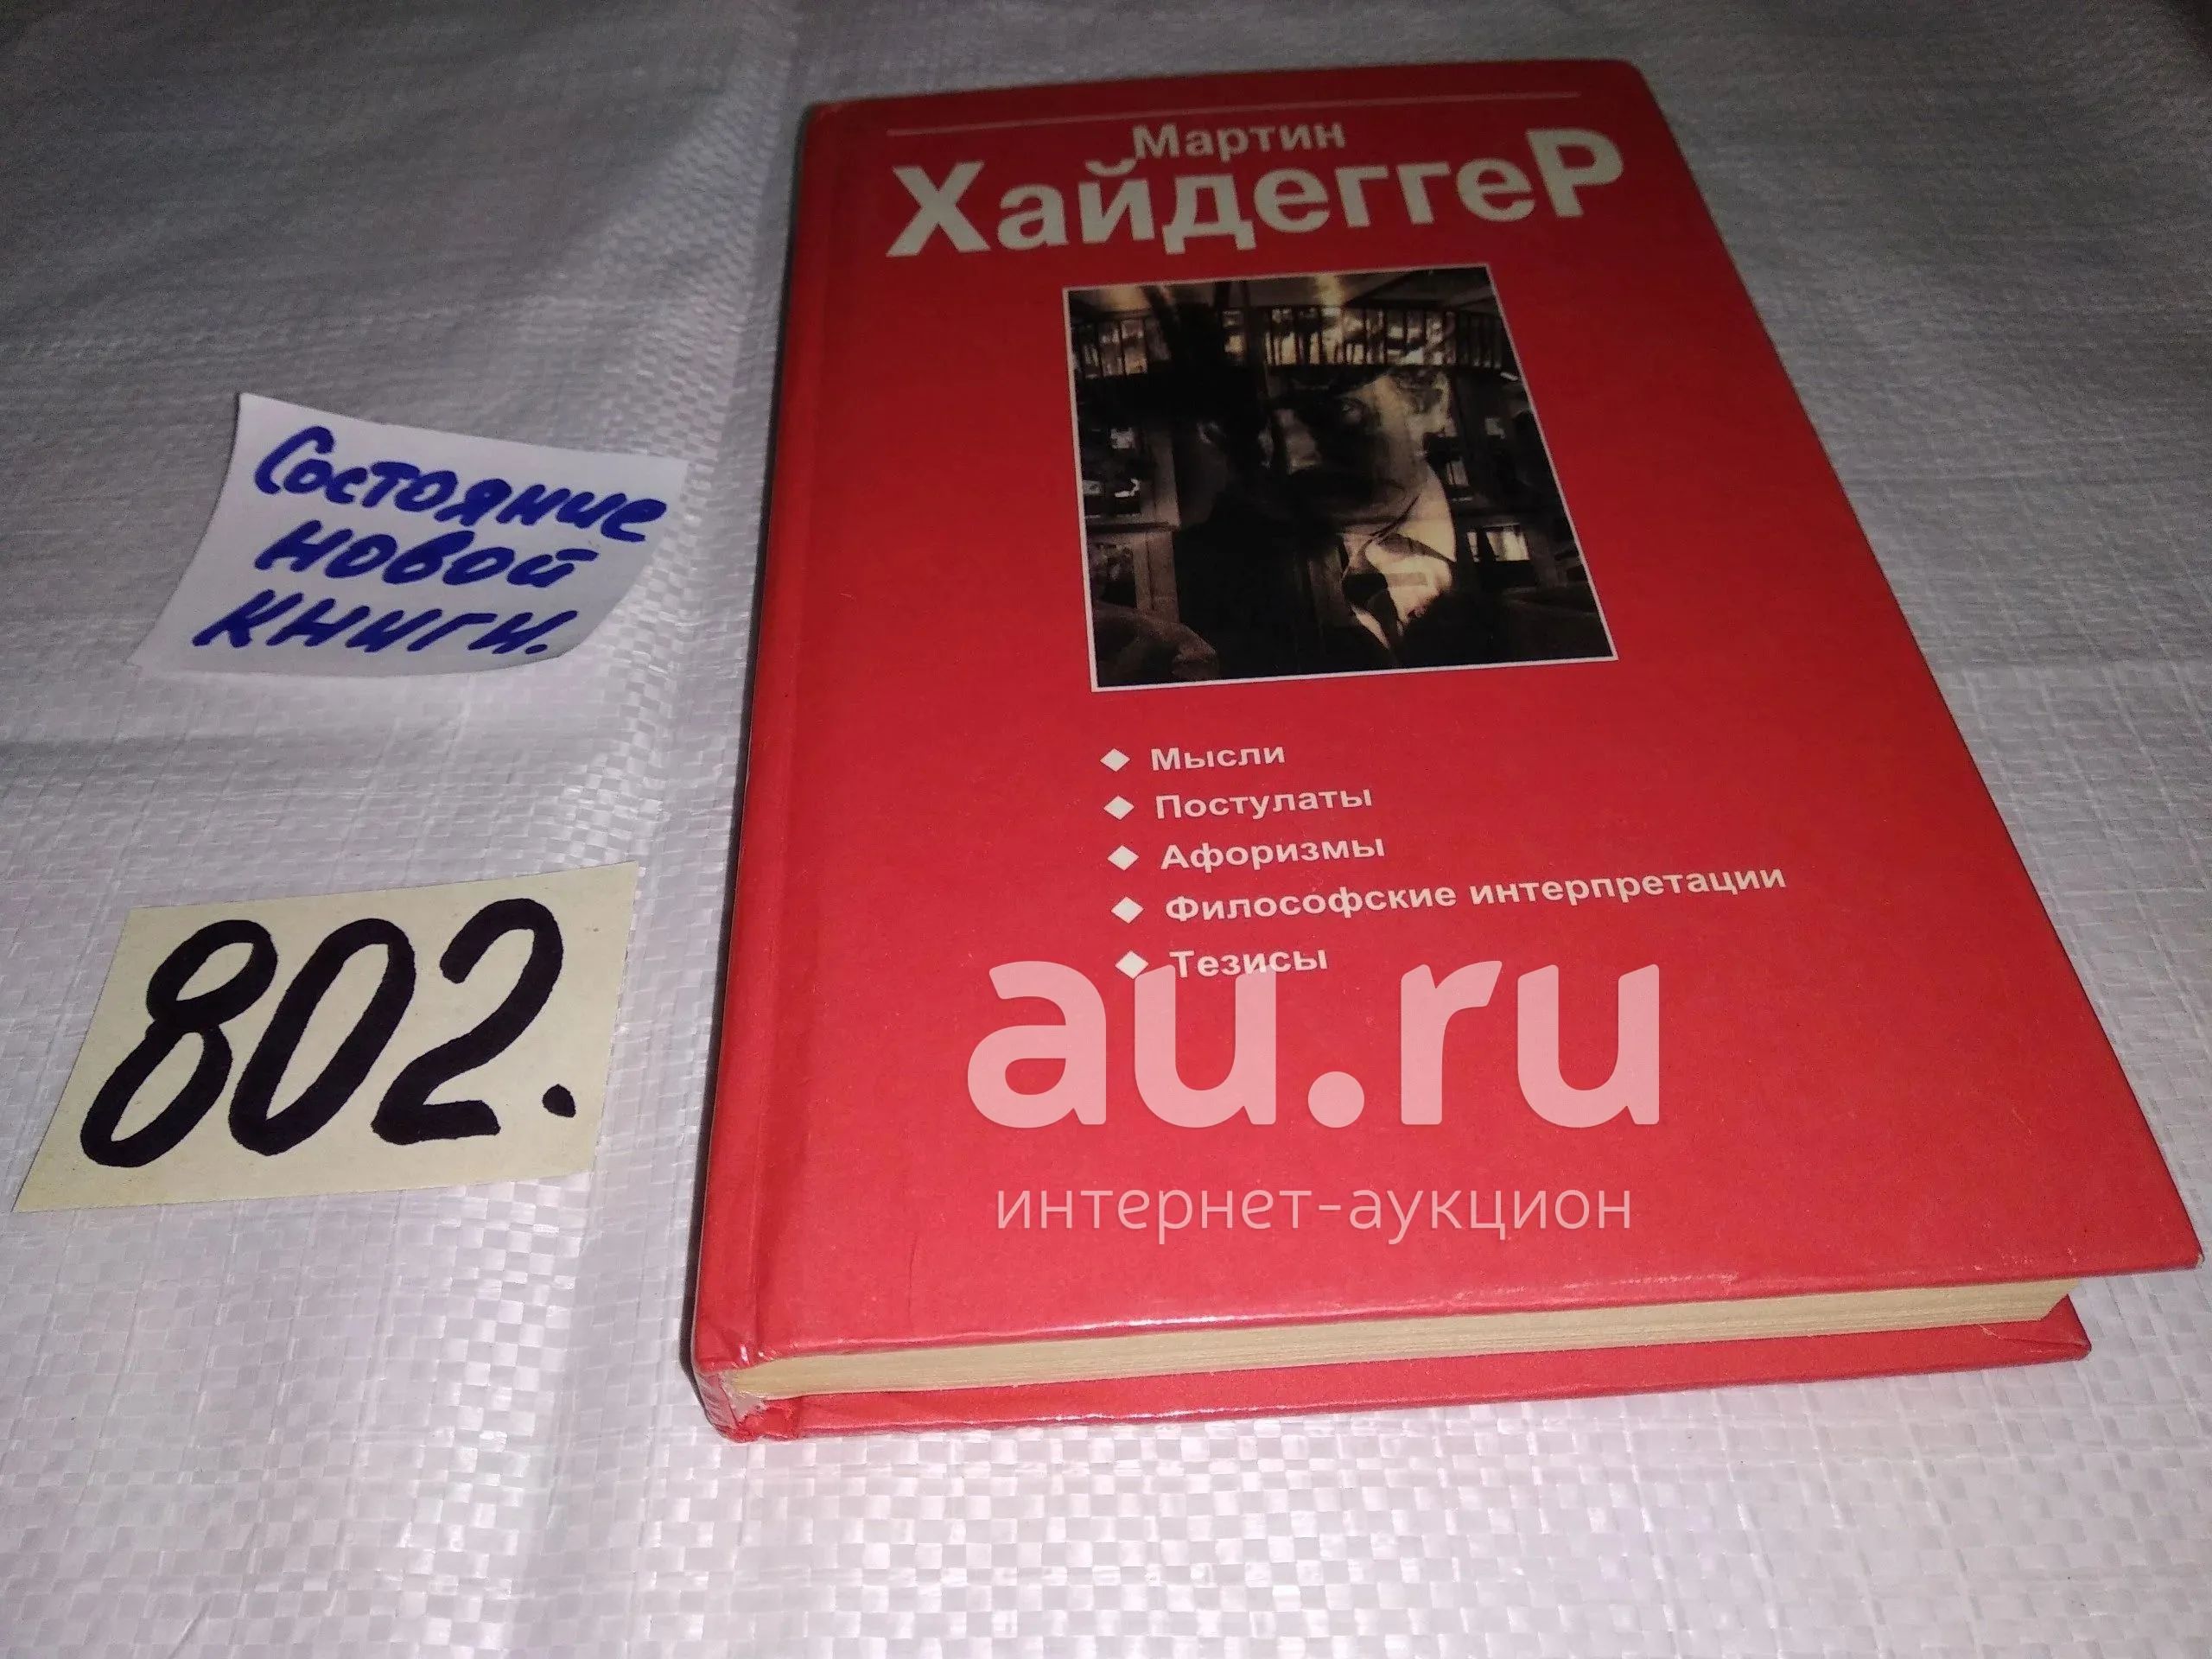 Мартин
ХайдеггеР
Состояние
новой
книги.
Мысли
Постулаты
Афоризмы
Философские интерпретации
Тезисы
802.
au.ru
интернет-аукцион